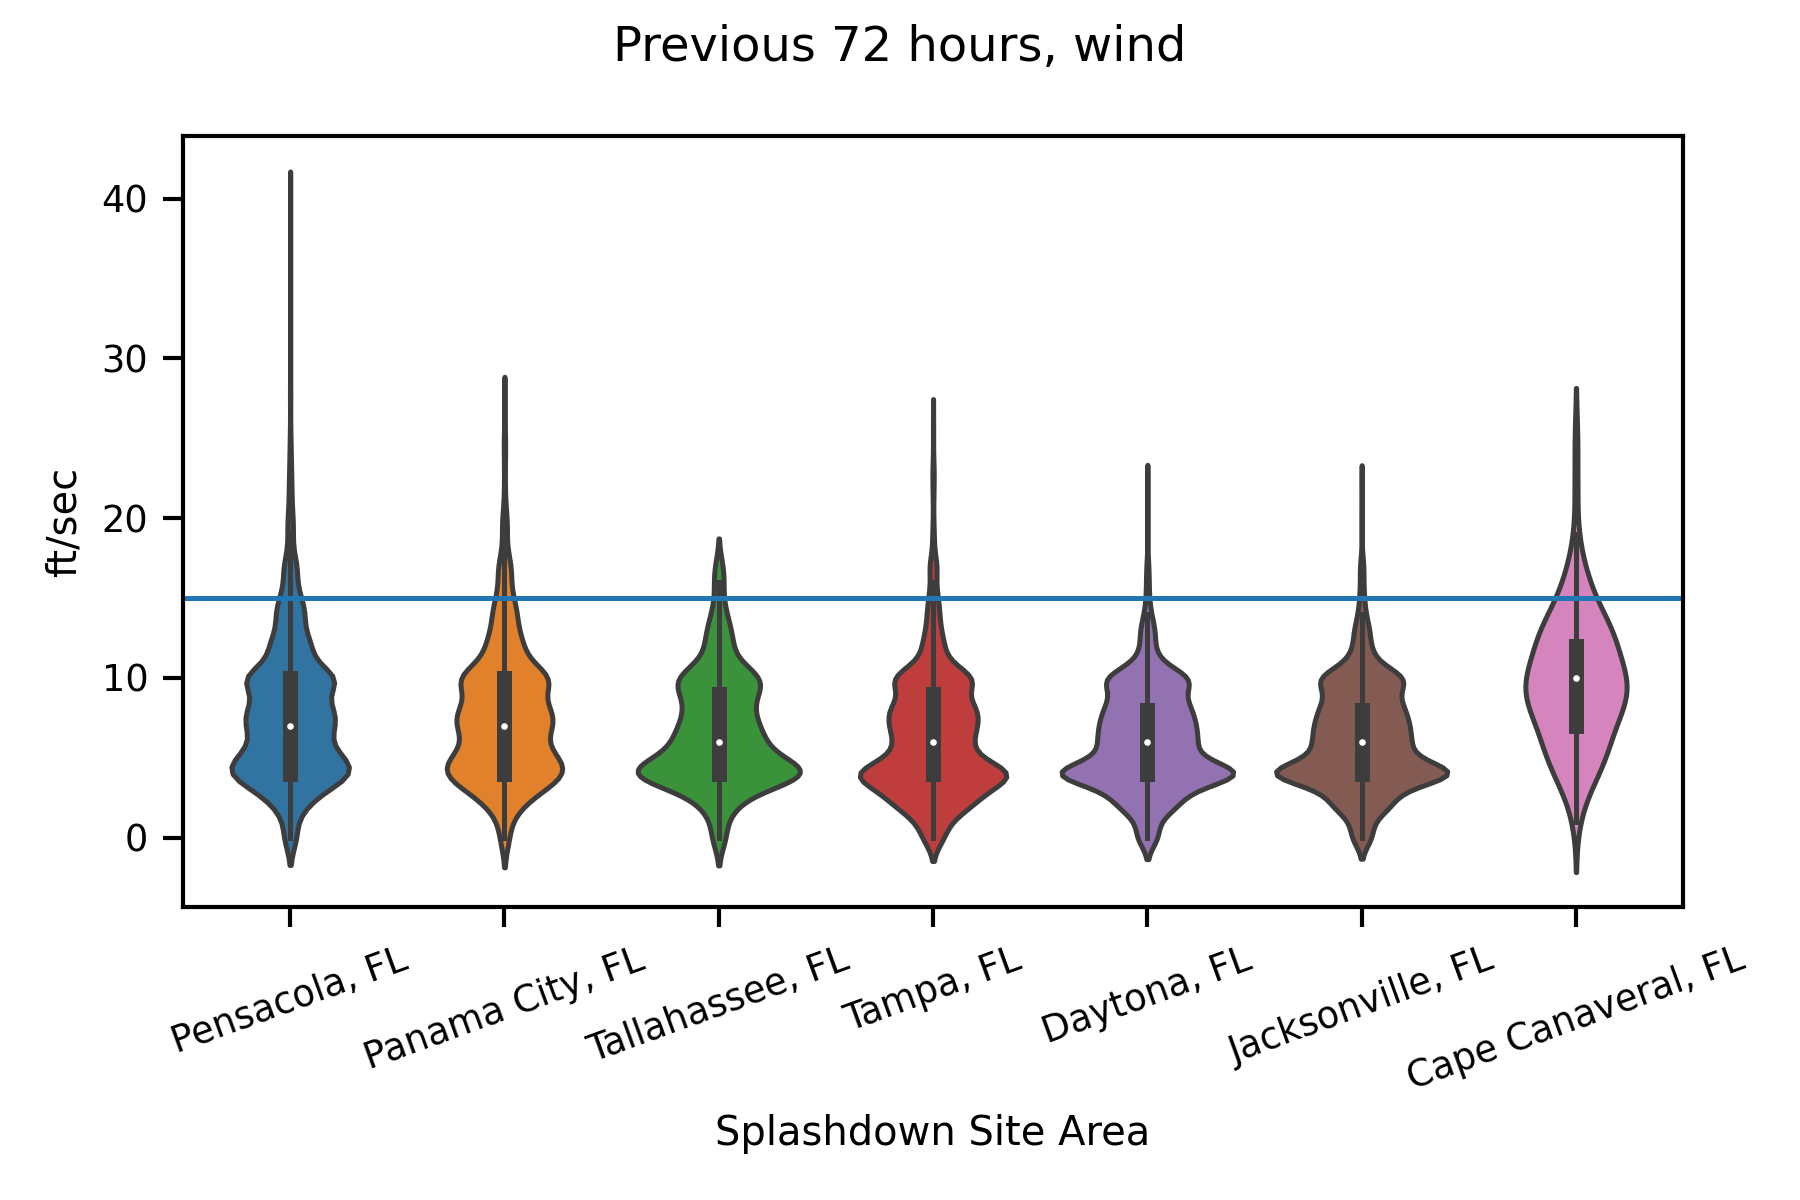 Previous 72 hours, wind
40
30
20
10
0
ft/sec
Pensacola, FL
Panama City, FL
Tallahassee, FL
Tampa, FL
Daytona, FL
Jacksonville, FL
Cape Canaveral, FL
Splashdown Site Area